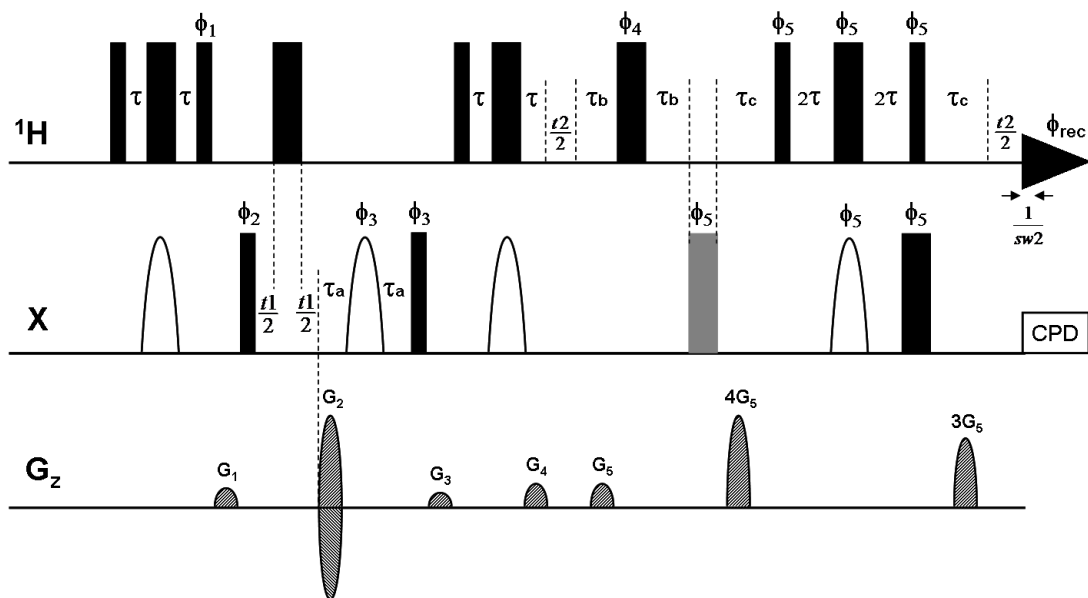 ϕ1 ϕ4 ϕ5 ϕ5 ϕ5
τ τ τ τ t2/2 τb τb τc 2τ 2τ τc t2/2 ϕrec
1H
1/sw2
ϕ2 ϕ3 ϕ3 ϕ5 ϕ5 ϕ5
t1/2 t1/2 τa τa
X
CPD
G1 G2 G3 G4 G5 4G5 3G5
Gz